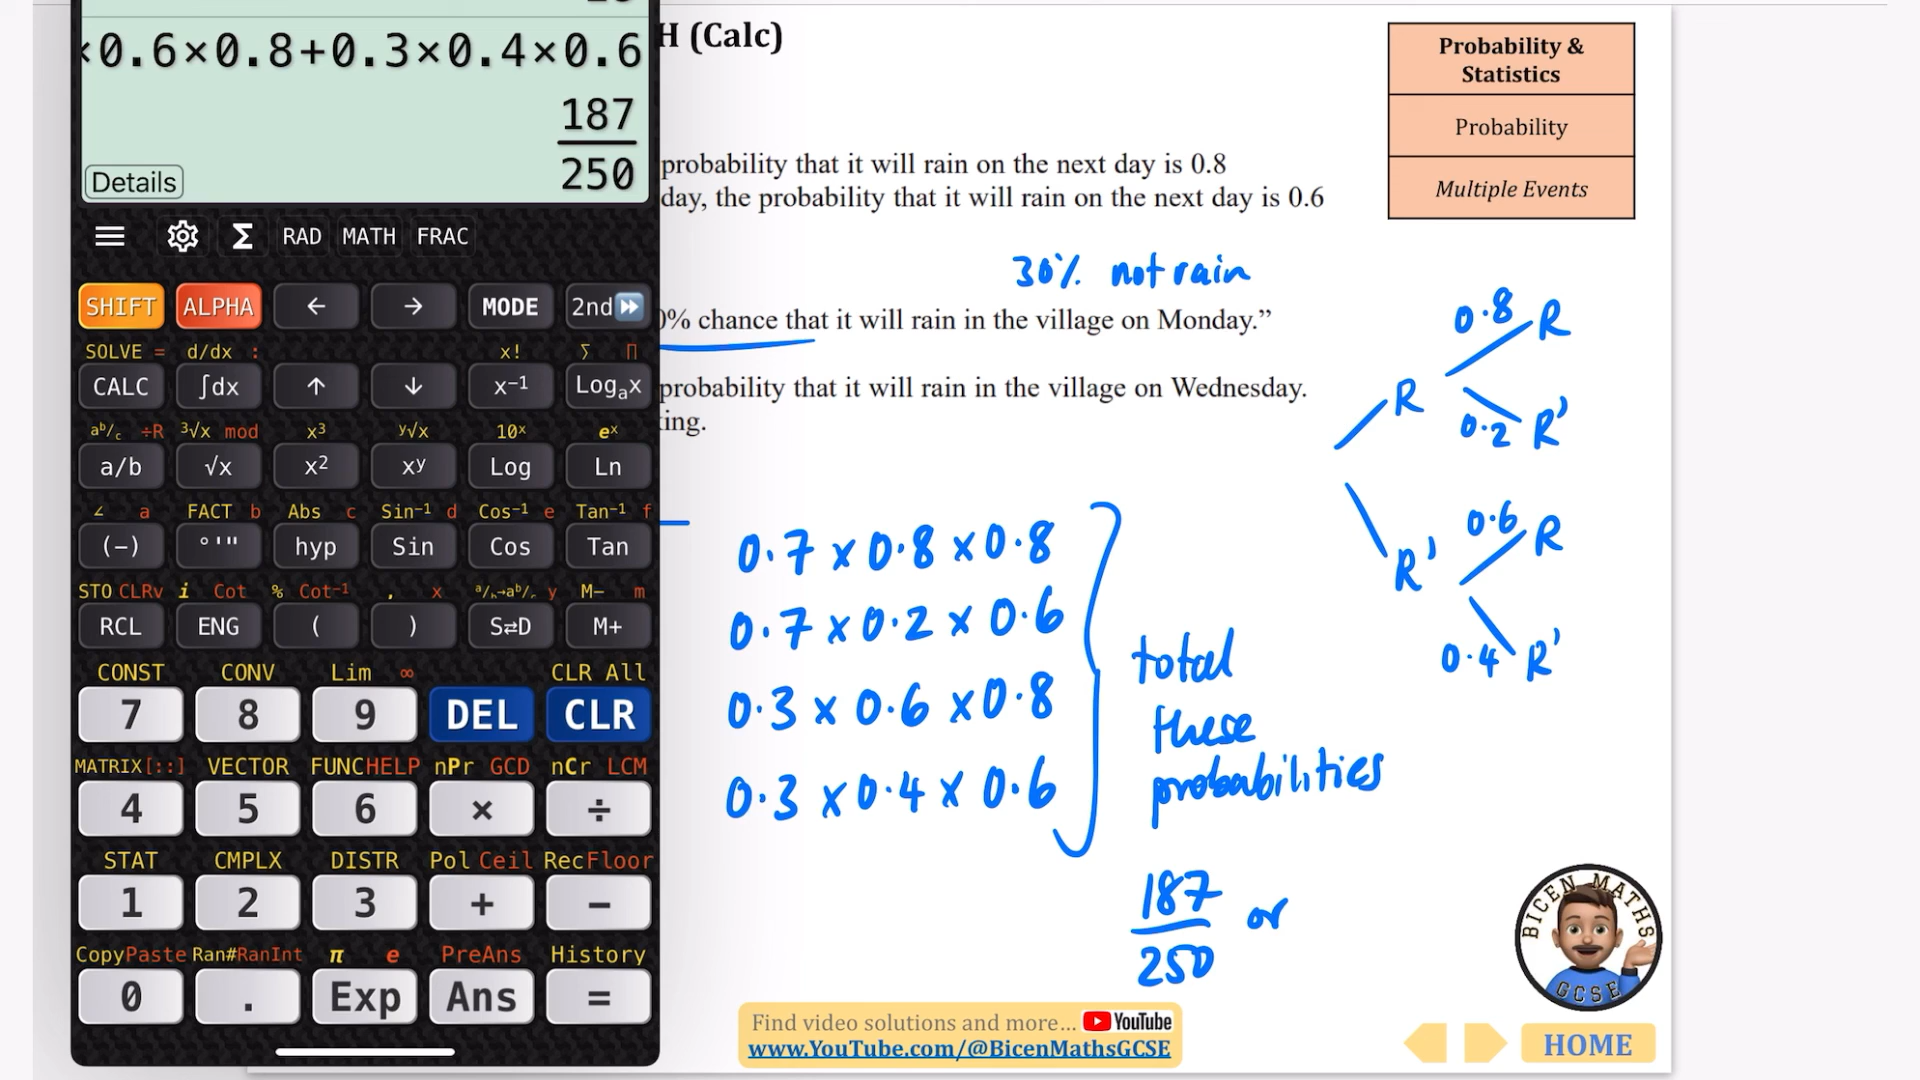 ×0.6×0.8+0.3×0.4×0.6
187
250
Details
RAD MATH FRAC
SHIFT ALPHA ← → MODE 2nd
SOLVE = d/dx : x! ∑ ∏
CALC ∫dx ↑ ↓ x⁻¹ Logₐx
aᵇ/꜀ ÷R ³√x mod x³ ʸ√x 10ˣ eˣ
a/b √x x² xʸ Log Ln
∠ a FACT b Abs c Sin⁻¹ d Cos⁻¹ e Tan⁻¹ f
(−) °'" hyp Sin Cos Tan
STO CLRv i Cot % Cot⁻¹ , x y M− m
RCL ENG ( ) S⇄D M+
CONST CONV Lim ∞ CLR All
7 8 9 DEL CLR
MATRIX[::] VECTOR FUNC HELP nPr GCD nCr LCM
4 5 6 × ÷
STAT CMPLX DISTR Pol Ceil Rec Floor
1 2 3 + −
Copy Paste Ran# RanInt π e PreAns History
0 . Exp Ans =
H (Calc)
probability that it will rain on the next day is 0.8
day, the probability that it will rain on the next day is 0.6
30% not rain
0% chance that it will rain in the village on Monday.”
probability that it will rain in the village on Wednesday.
ing.
0.7 x 0.8 x 0.8
0.7 x 0.2 x 0.6
0.3 x 0.6 x 0.8
0.3 x 0.4 x 0.6
total
these
probabilities
187
250
or
Probability &
Statistics
Probability
Multiple Events
0.8 R
R
0.2 R'
0.6 R
R'
0.4 R'
BICEN MATHS
GCSE
Find video solutions and more... YouTube
www.YouTube.com/@BicenMathsGCSE
HOME